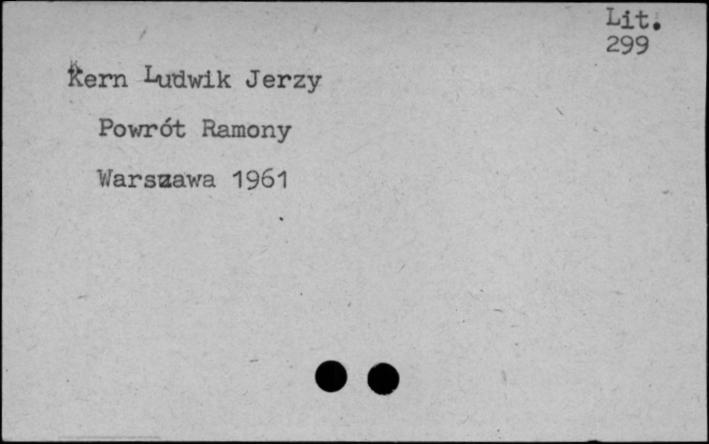 Lit.
299
Kern Ludwik Jerzy
Powrót Ramony
Warszawa 1961